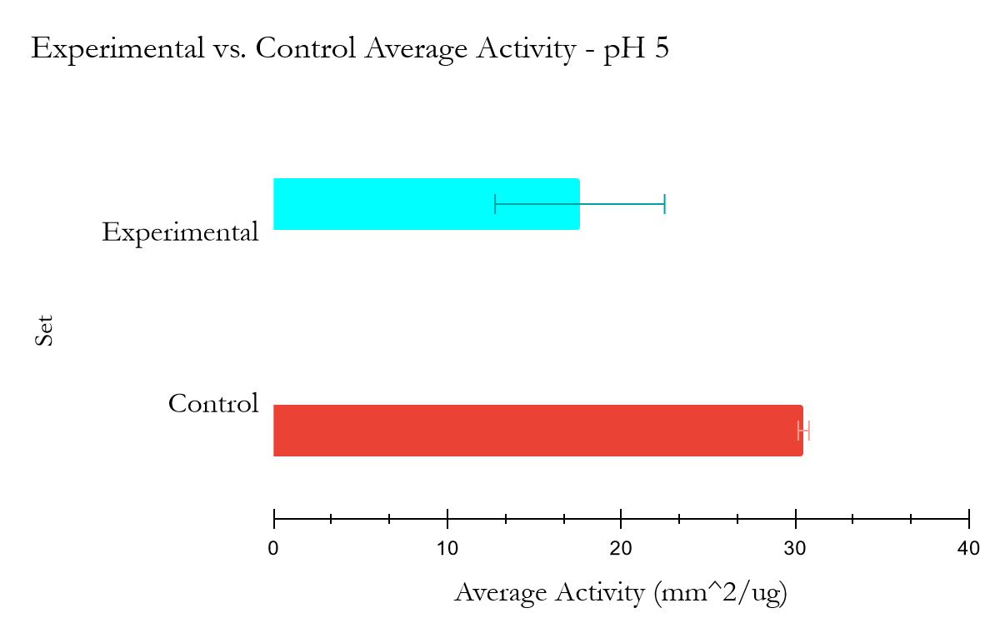 Experimental vs. Control Average Activity - pH 5
Experimental
Set
Control
0 10 20 30 40
Average Activity (mm^2/ug)